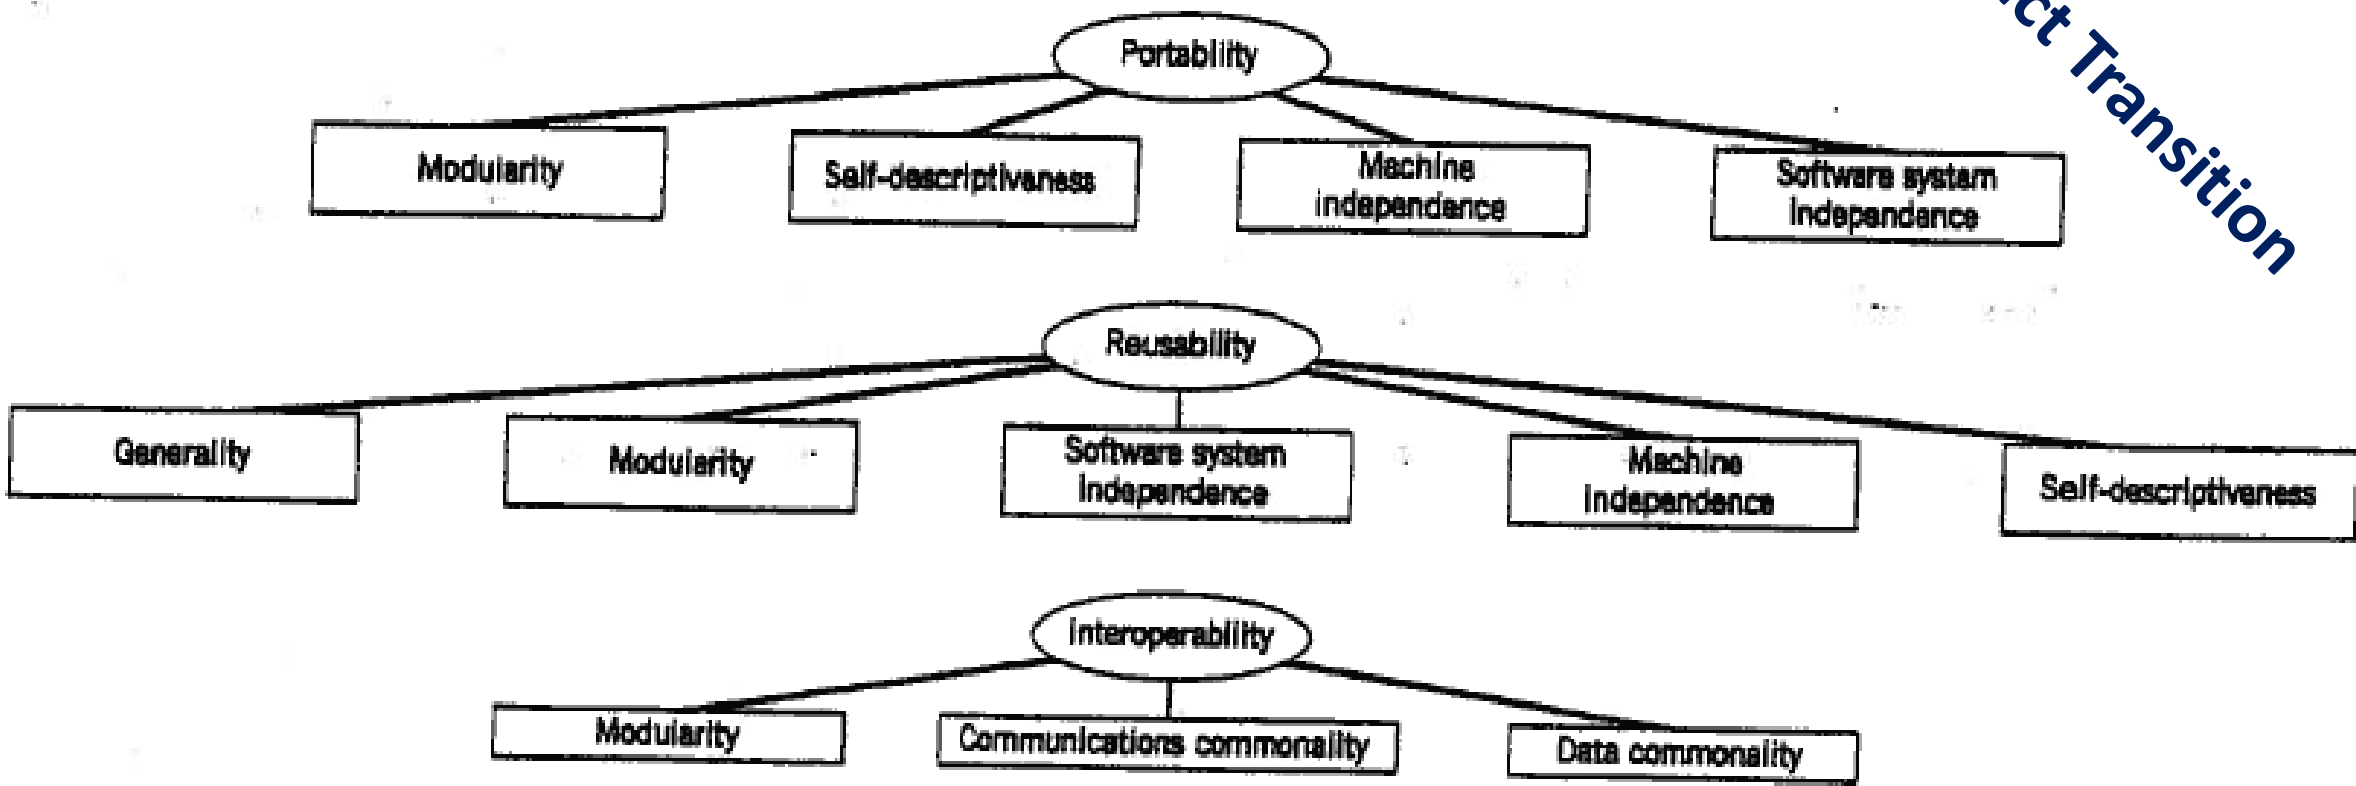 ct Transition
Portability
Modularity
Self-descriptiveness
Machine
independence
Software system
Independence
Reusability
Generality
Modularity
Software system
Independence
Machine
independence
Self-descriptiveness
interoperability
Modularity
Communications commonality
Data commonality